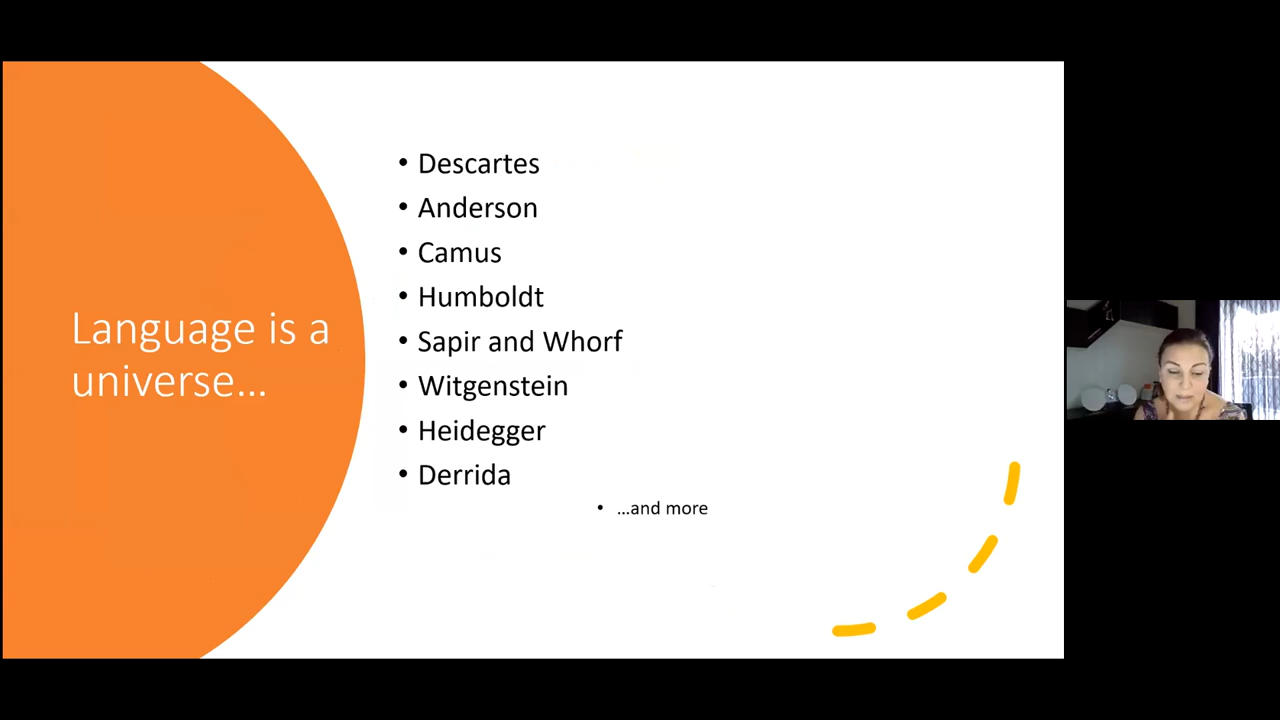 Language is a
universe...
• Descartes
• Anderson
• Camus
• Humboldt
• Sapir and Whorf
• Witgenstein
• Heidegger
• Derrida
• ...and more